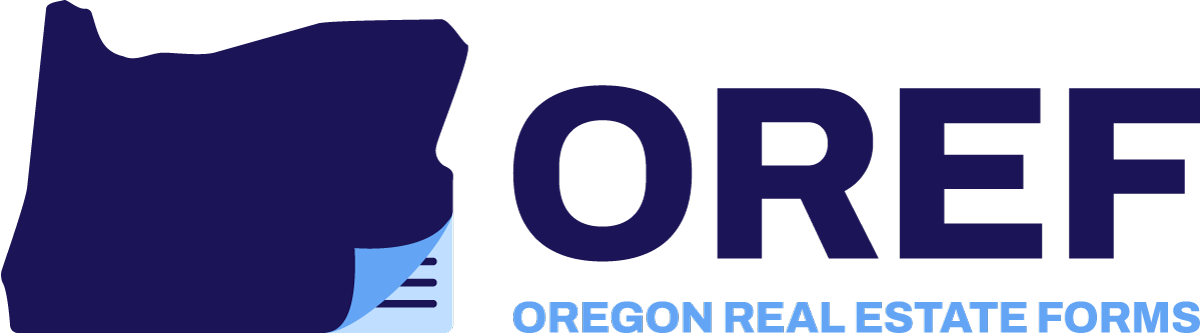 OREF
OREGON REAL ESTATE FORMS